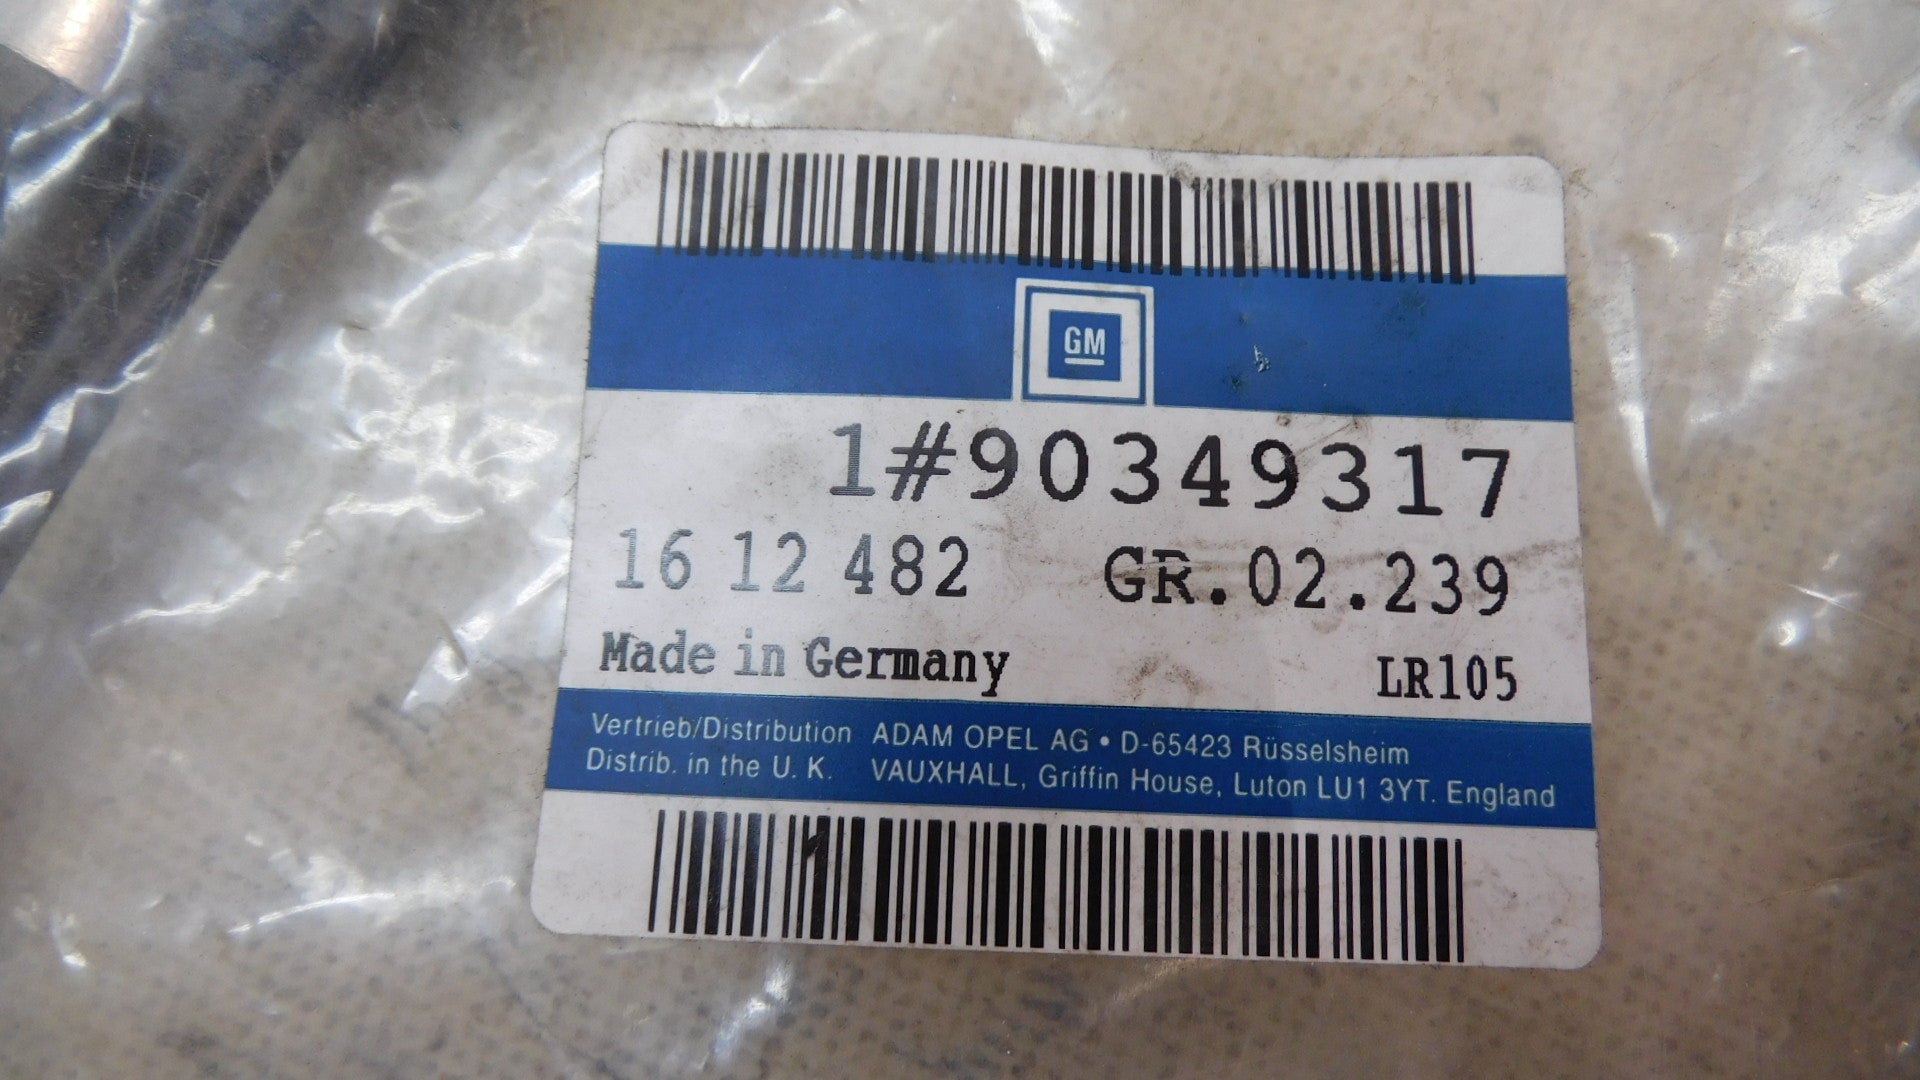 GM
1#90349317
16 12 482 GR.02.239
Made in Germany LR105
Vertrieb/Distribution ADAM OPEL AG • D-65423 Rüsselsheim
Distrib. in the U. K. VAUXHALL, Griffin House, Luton LU1 3YT. England